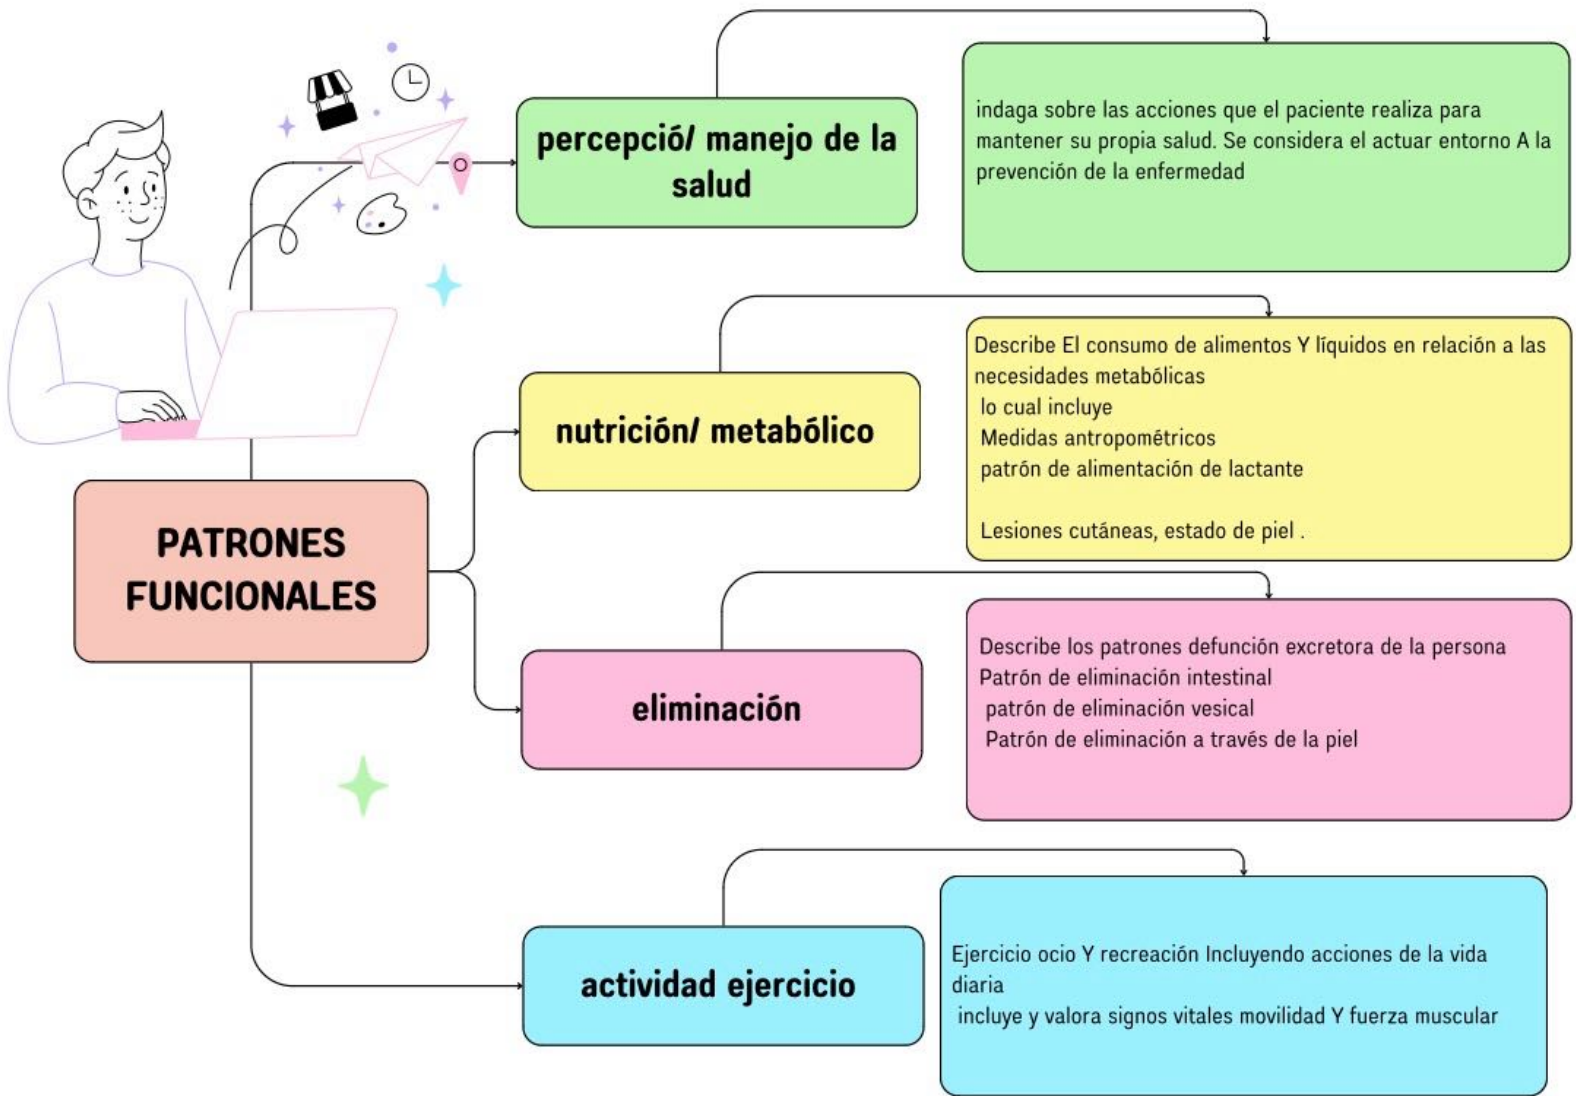 percepció/ manejo de la
salud
indaga sobre las acciones que el paciente realiza para
mantener su propia salud. Se considera el actuar entorno A la
prevención de la enfermedad
nutrición/ metabólico
Describe El consumo de alimentos Y líquidos en relación a las
necesidades metabólicas
lo cual incluye
Medidas antropométricos
patrón de alimentación de lactante
Lesiones cutáneas, estado de piel .
PATRONES
FUNCIONALES
eliminación
Describe los patrones defunción excretora de la persona
Patrón de eliminación intestinal
patrón de eliminación vesical
Patrón de eliminación a través de la piel
actividad ejercicio
Ejercicio ocio Y recreación Incluyendo acciones de la vida
diaria
incluye y valora signos vitales movilidad Y fuerza muscular